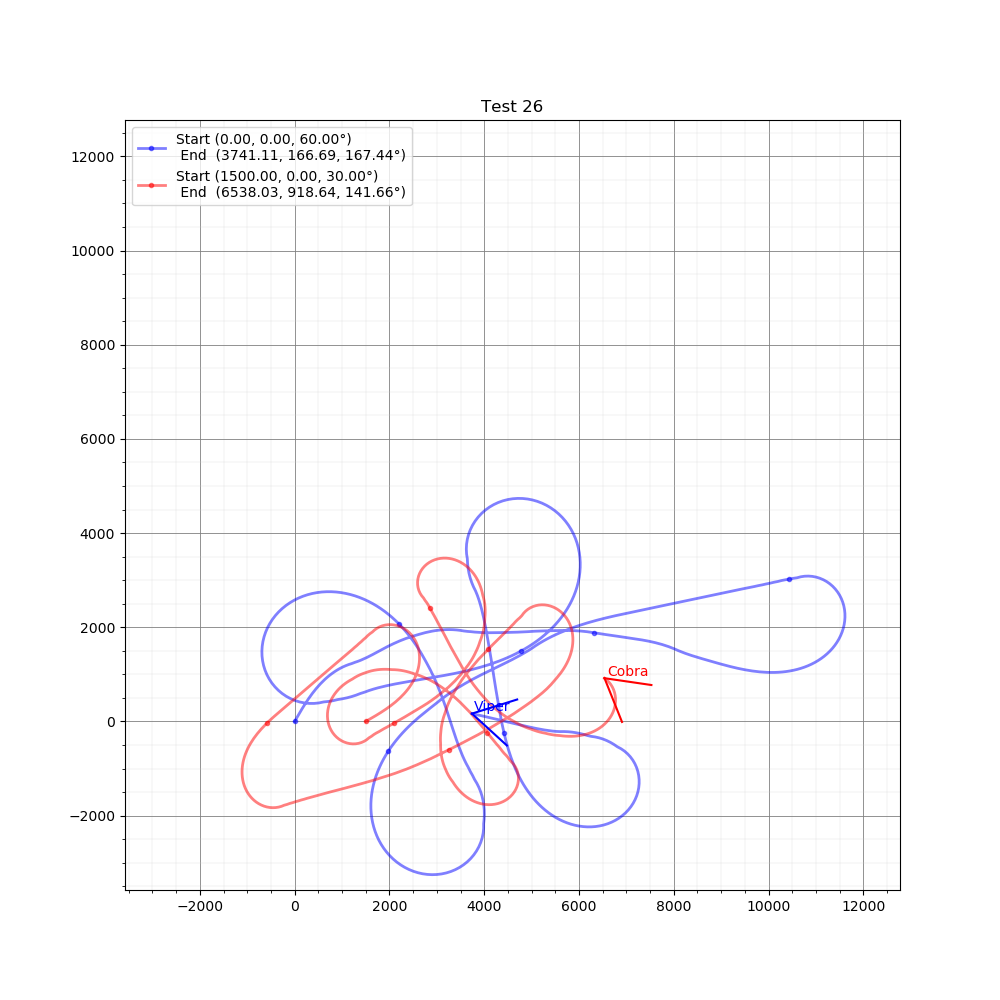 Test 26
Start (0.00, 0.00, 60.00°)
End (3741.11, 166.69, 167.44°)
Start (1500.00, 0.00, 30.00°)
End (6538.03, 918.64, 141.66°)
12000
10000
8000
6000
4000
2000
0
−2000
Cobra
Viper
−2000 0 2000 4000 6000 8000 10000 12000